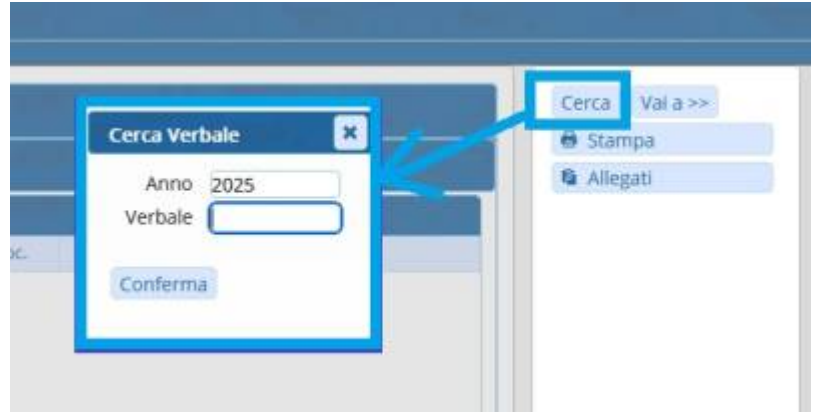 Cerca Vai a >>
Cerca Verbale
Stampa
Anno 2025
Allegati
Verbale
Conferma